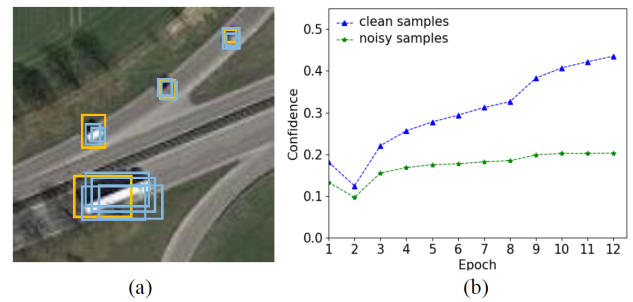 clean samples
noisy samples
0.5
0.4
0.3
0.2
0.1
0.0
Confidence
1 2 3 4 5 6 7 8 9 10 11 12
Epoch
(a)
(b)